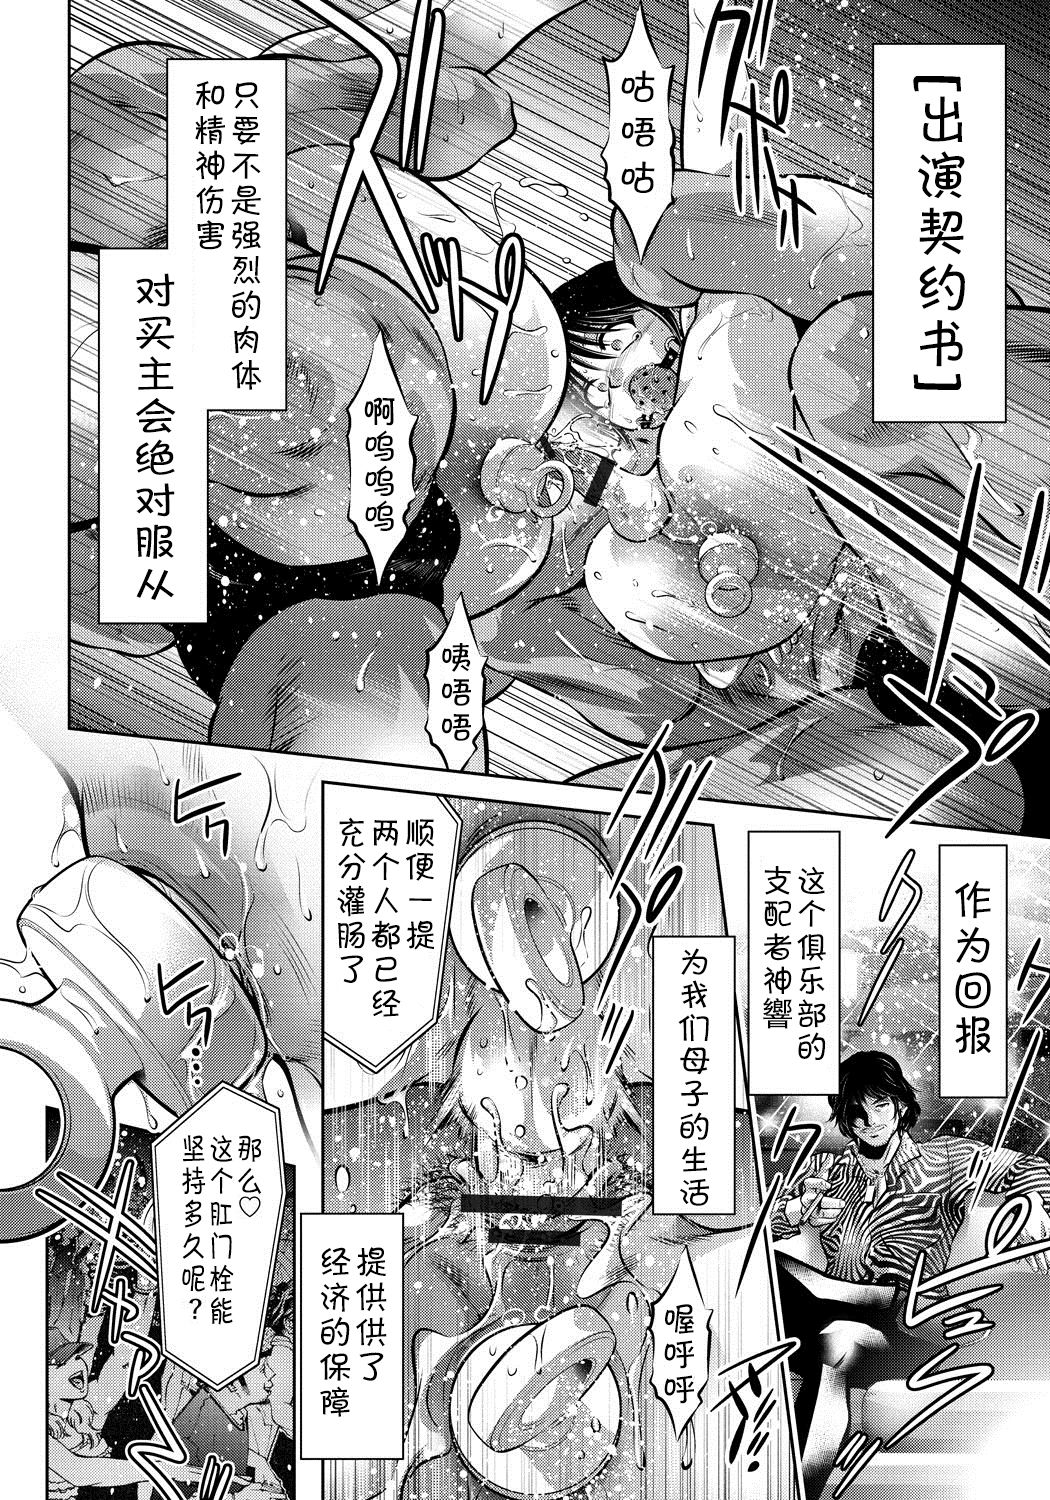 [出演契约书]
咕唔咕
只要不是强烈的肉体
和精神伤害
对买主会绝对服从
啊呜呜呜
咦唔唔
作为回报
这个俱乐部的
支配者神響
为我们母子的生活
喔呼呼
提供供了
经济的保障
顺便一提
两个人都已经
充分灌肠了
那么♡
这个肛门栓能
坚持多久呢？